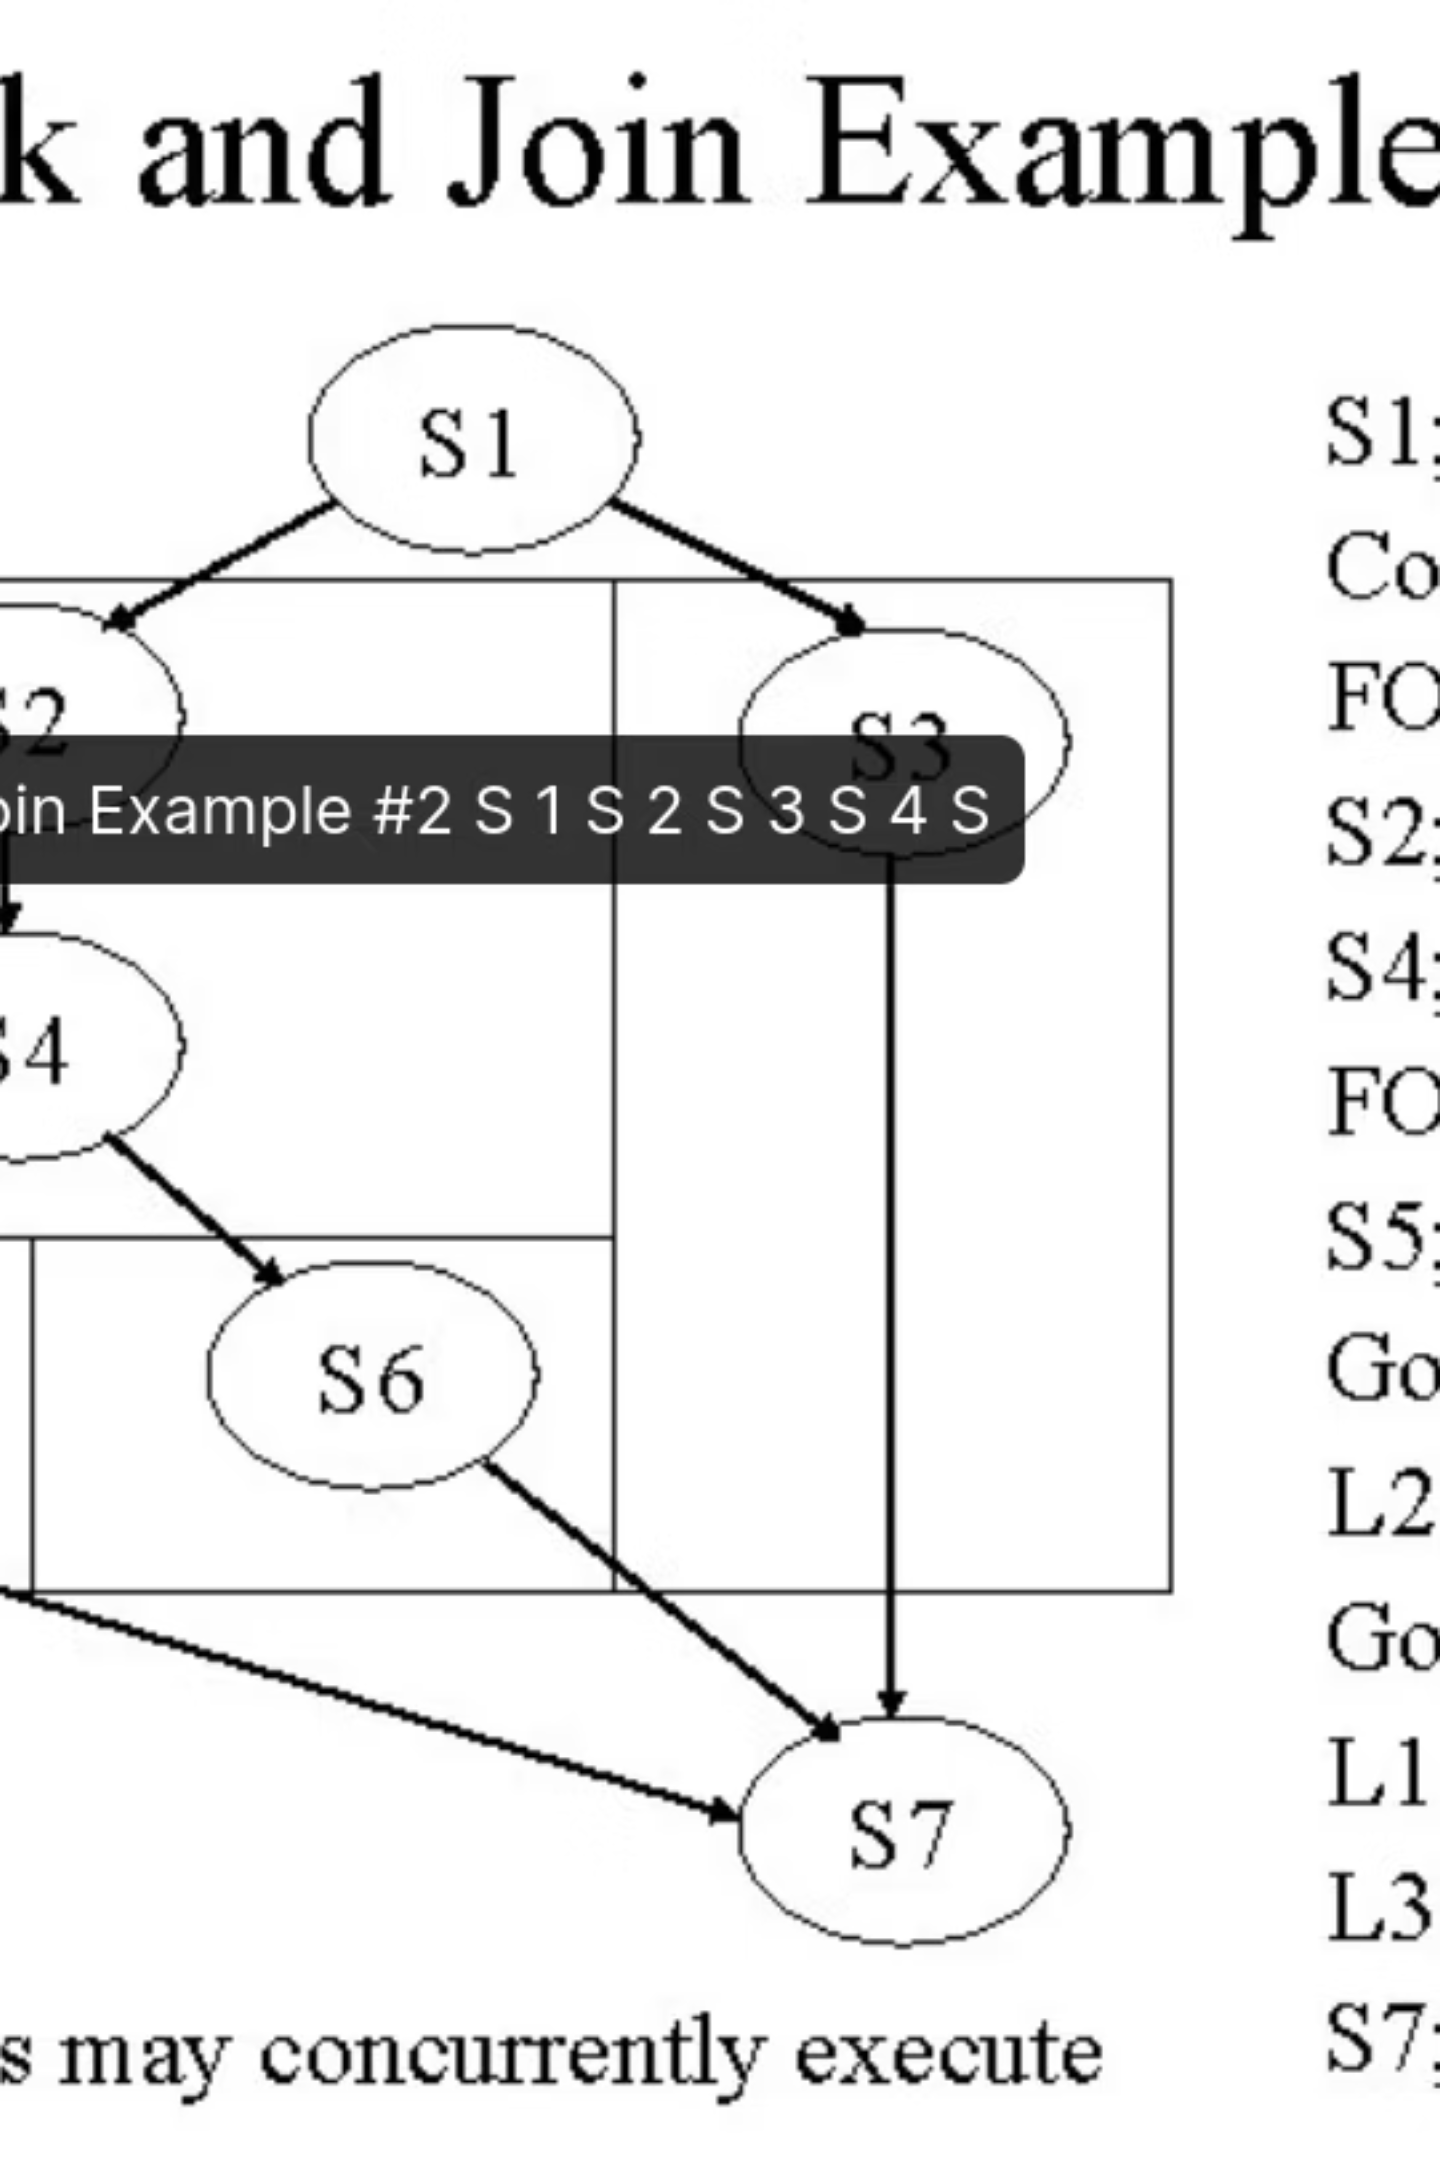 k and Join Example
S1
S1;
Co
FO
S2
S3
S2;
oin Example #2 S 1 S 2 S 3 S 4 S
S4;
S4
FO
S5;
S6
Go
L2
Go
L1
S7
L3
S7;
s may concurrently execute